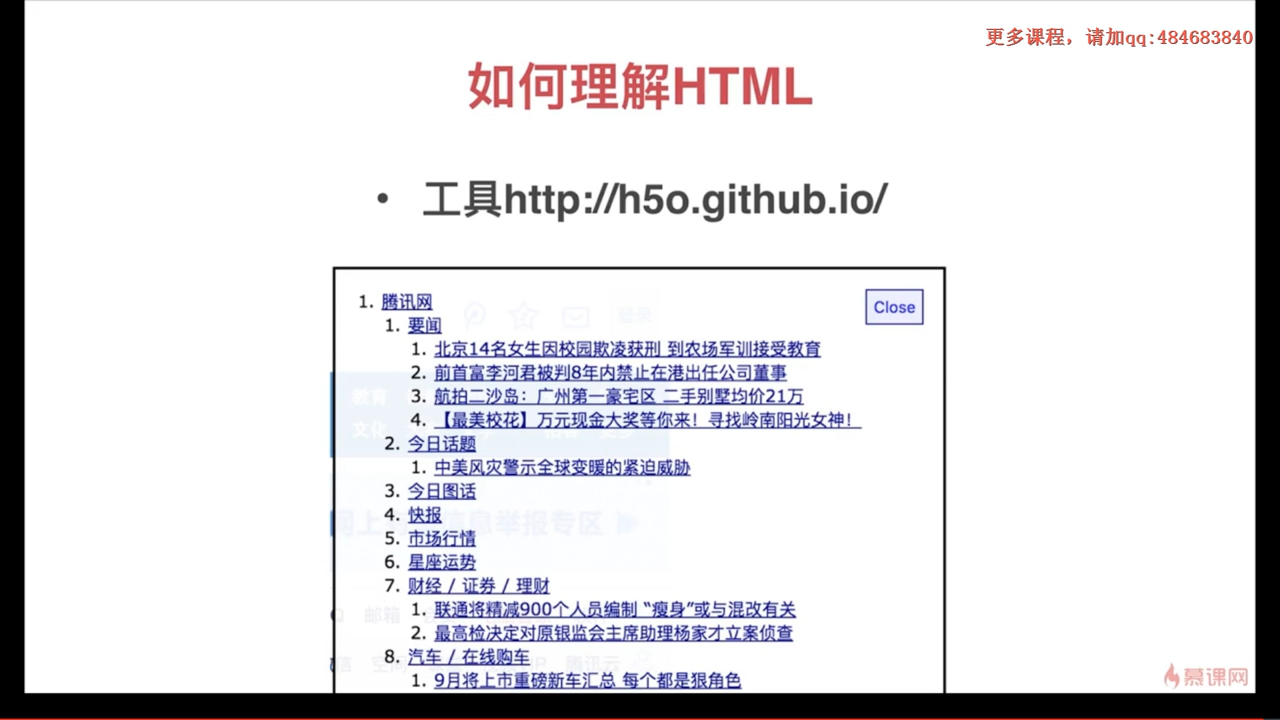 更多课程，请加qq:484683840
如何理解HTML
• 工具http://h5o.github.io/
Close
1. 腾讯网
1. 要闻
1. 北京14名女生因校园欺凌获刑 到农场军训接受教育
2. 前首富李河君被判8年内禁止在港出任公司董事
3. 航拍二沙岛：广州第一豪宅区 二手别墅均价21万
4. 【最美校花】万元现金大奖等你来！寻找岭南阳光女神！
2. 今日话题
1. 中美风灾警示全球变暖的紧迫威胁
3. 今日图话
4. 快报
5. 市场行情
6. 星座运势
7. 财经 / 证券 / 理财
1. 联通将精减900个人员编制 “瘦身”或与混改有关
2. 最高检决定对原银监会主席助理杨家才立案侦查
8. 汽车 / 在线购车
1. 9月将上市重磅新车汇总 每个都是狠角色
慕课网